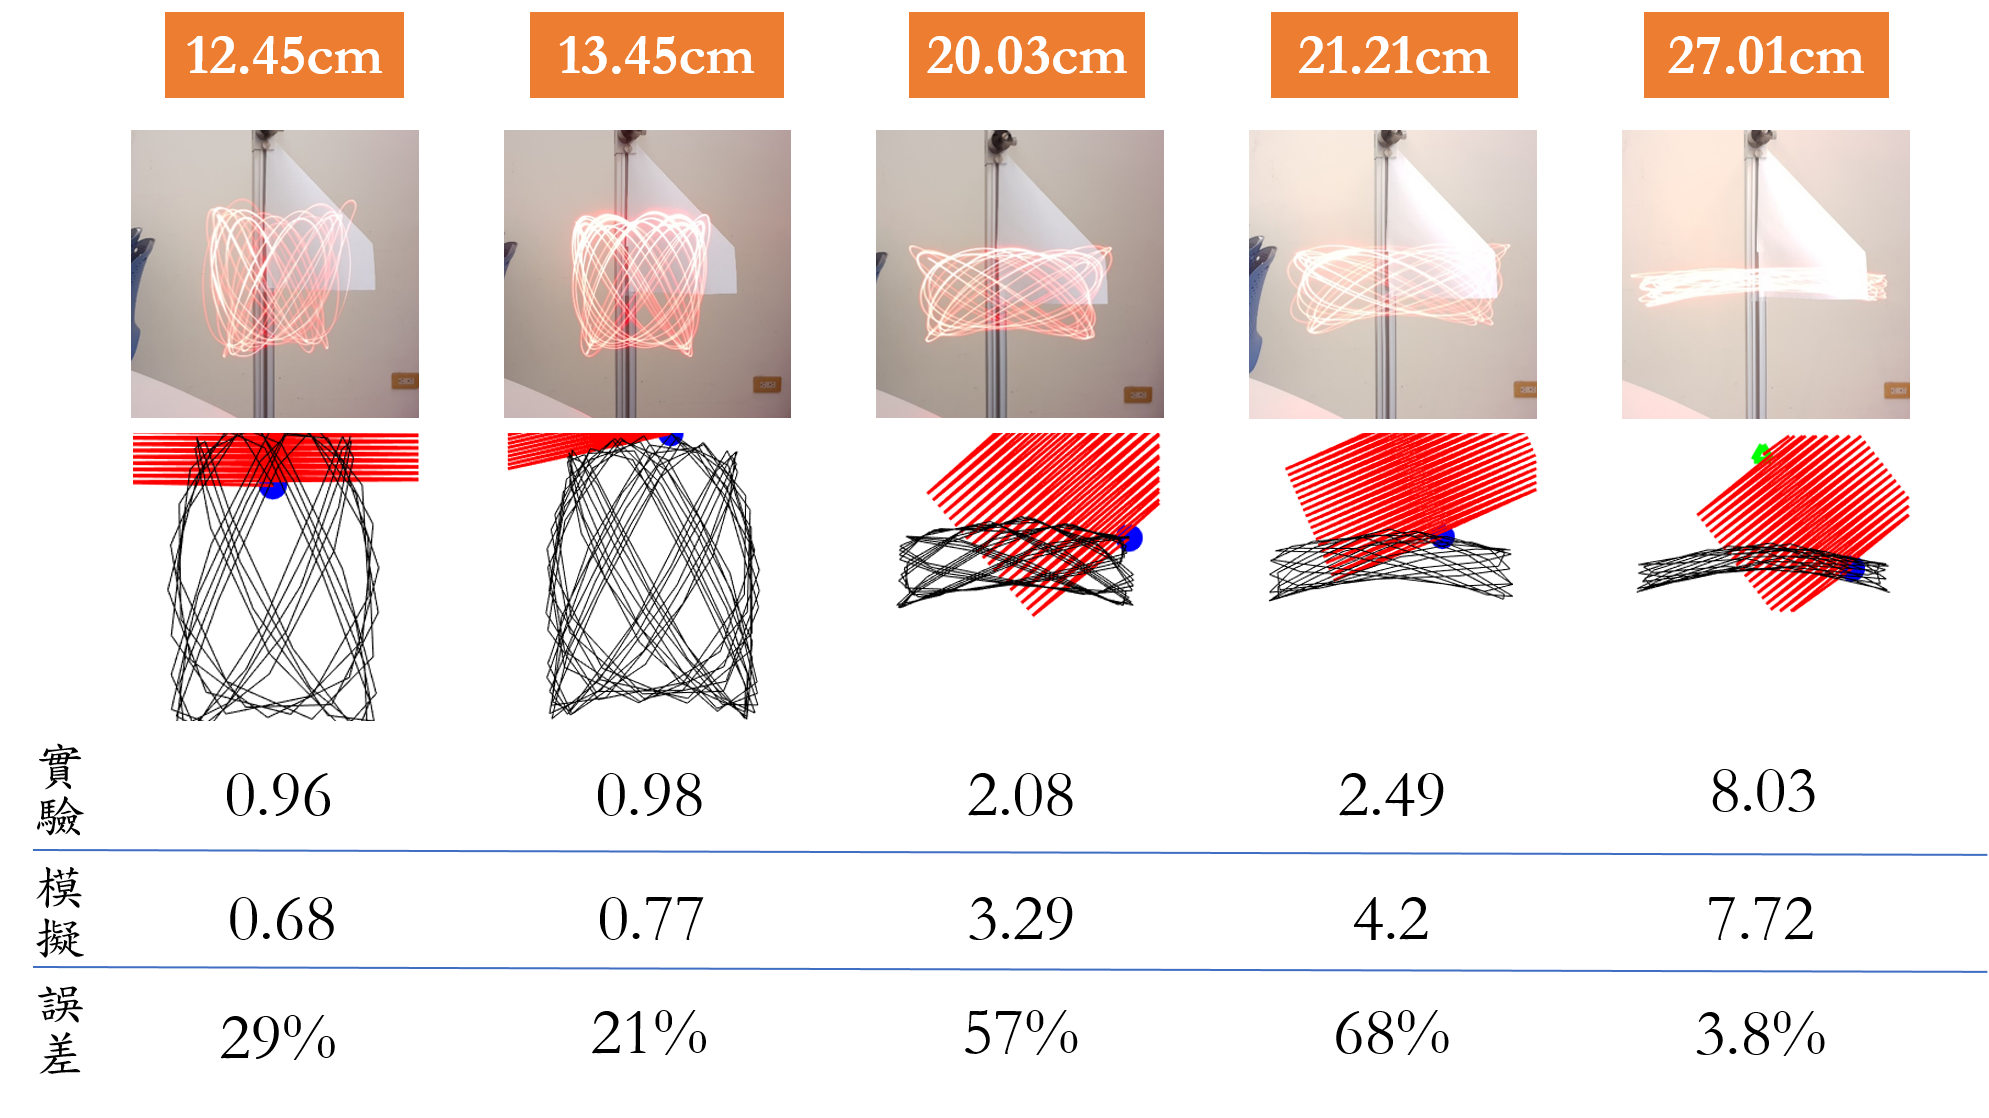 12.45cm 13.45cm 20.03cm 21.21cm 27.01cm
實驗 0.96 0.98 2.08 2.49 8.03
模擬 0.68 0.77 3.29 4.2 7.72
誤差 29% 21% 57% 68% 3.8%